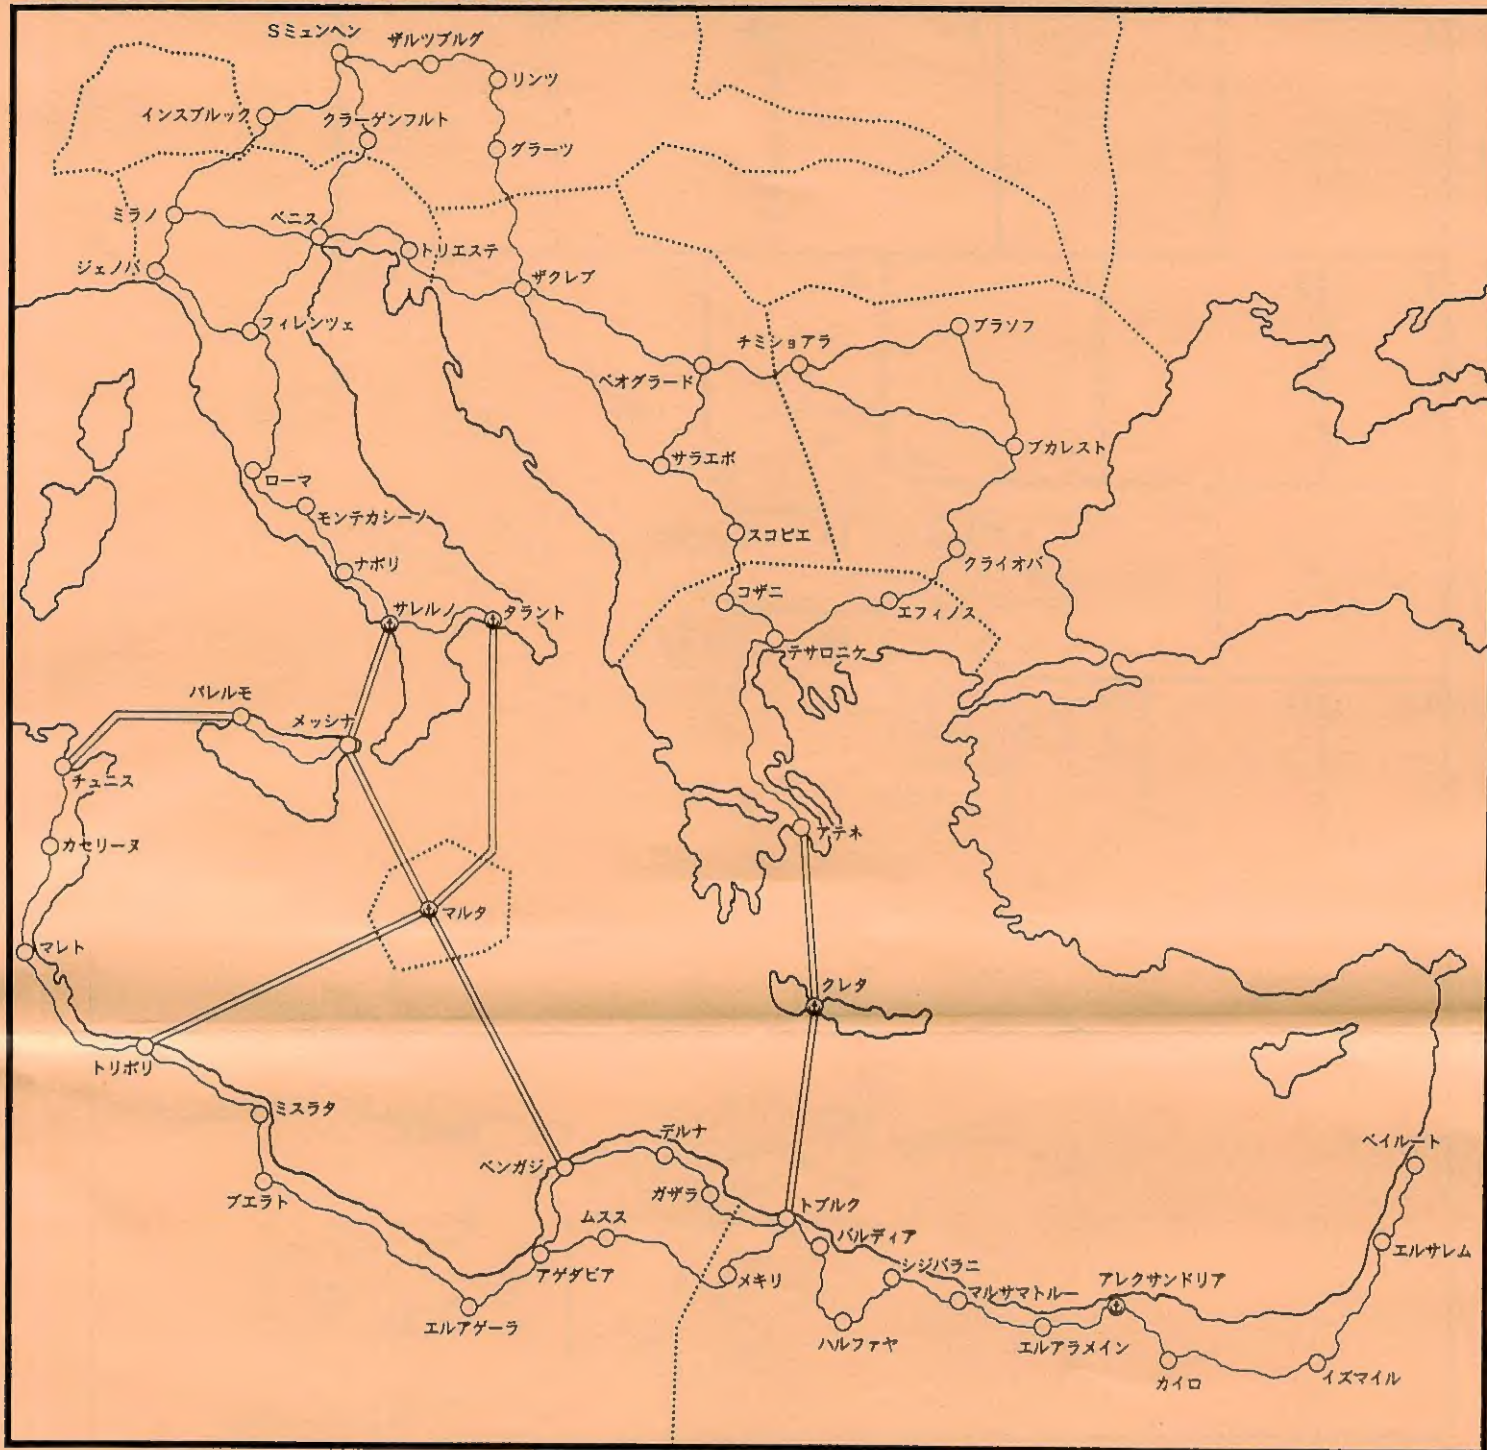 Sミュンヘン
ザルツブルグ
リンツ
インスブルック
クラーゲンフルト
グラーツ
ミラノ
ベニス
トリエステ
ジェノバ
ザクレブ
フィレンツェ
チミショアラ
ブラソフ
ベオグラード
ブカレスト
サラエボ
ローマ
モンテカシーノ
スコピエ
クライオバ
ナポリ
コザニ
エフィノス
サレルノ
タラント
テサロニケ
パレルモ
メッシナ
チュニス
アテネ
カセリーヌ
マルタ
マレト
クレタ
トリポリ
ミスラタ
デルナ
ベイルート
ベンガジ
ガザラ
ブエラト
ムスス
トブルク
バルディア
エルサレム
アゲダビア
メキリ
シジバラニ
アレクサンドリア
マルサマトルー
エルアゲーラ
ハルファヤ
エルアラメイン
カイロ
イズマイル